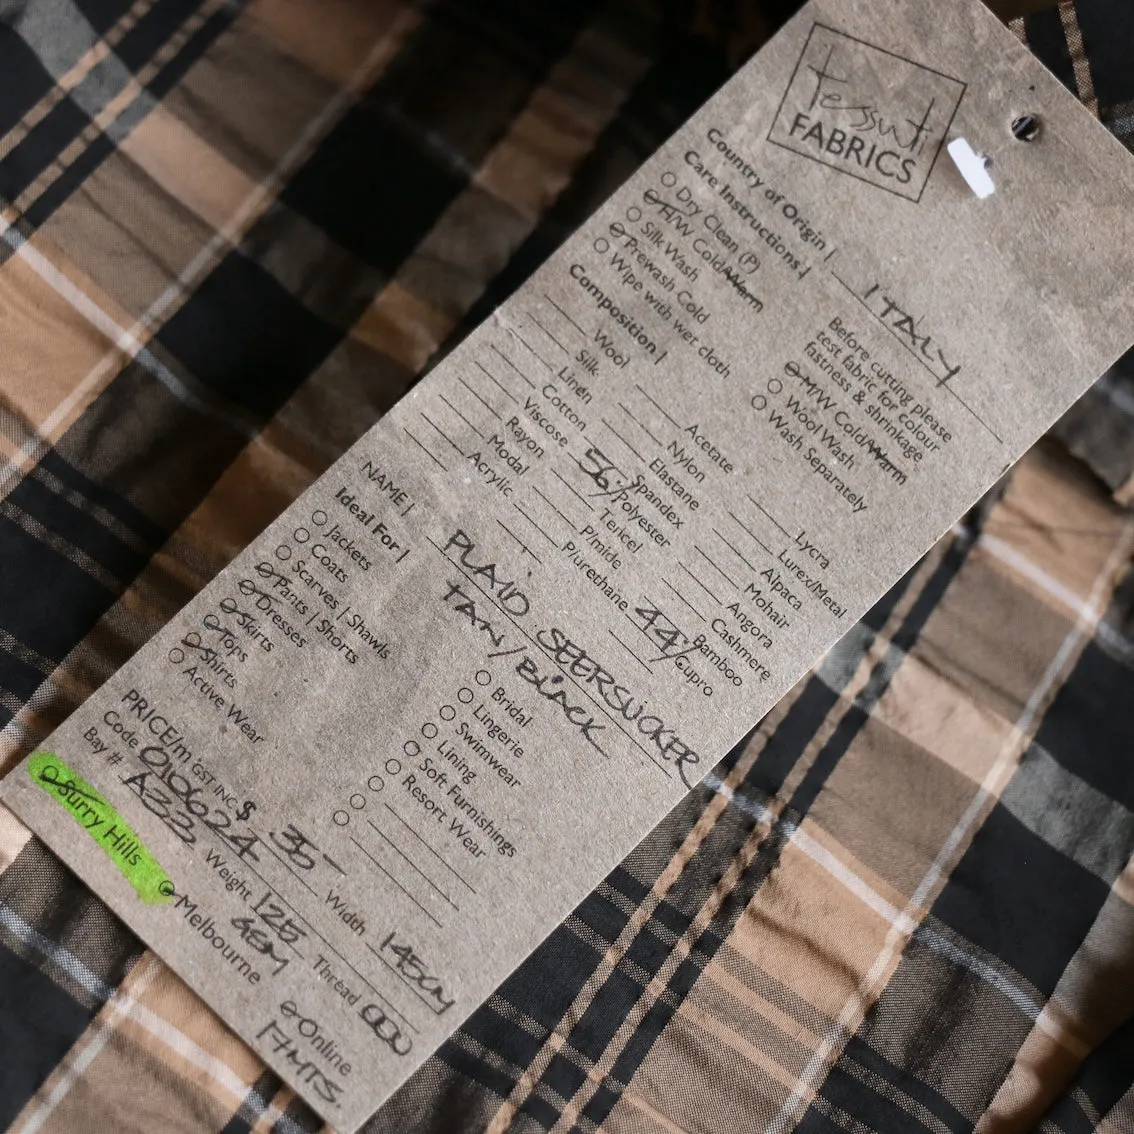 tessuti
FABRICS
Country of Origin | ITALY
Care Instructions |
Dry Clean (P)
H/W Cold/Warm
Silk Wash
Prewash Cold
Wipe with wet cloth
Before cutting please
test fabric for colour
fastness & shrinkage
M/W Cold/Warm
Wool Wash
Wash Separately
Composition |
Wool
Silk
Linen
Cotton
Viscose
Rayon
Modal
Acrylic
Acetate
Nylon
Elastane
Spandex
56% Polyester
Tencel
P/mide
P/urethane
Lycra
Lurex/Metal
Alpaca
Mohair
Angora
Cashmere
Bamboo
44% Cupro
NAME | PLAID SEERSUCKER
TAN/BLACK
Ideal For |
Jackets
Coats
Scarves | Shawls
Pants | Shorts
Dresses
Skirts
Tops
Shirts
Active Wear
Bridal
Lingerie
Swimwear
Lining
Soft Furnishings
Resort Wear
PRICE/m GST INC $ 35- Width 145CM
Code 010624 Weight 125 GSM Thread 000
Bay # A33
Surry Hills Melbourne Online
17 MTS.